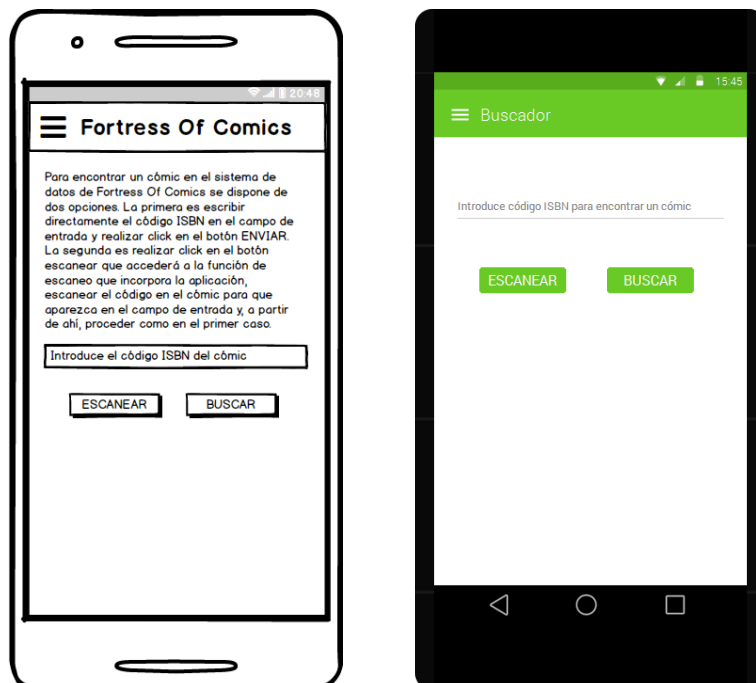 20:48
Fortress Of Comics
Para encontrar un cómic en el sistema de
datos de Fortress Of Comics se dispone de
dos opciones. La primera es escribir
directamente el código ISBN en el campo de
entrada y realizar click en el botón ENVIAR.
La segunda es realizar click en el botón
escanear que accederá a la función de
escaneo que incorpora la aplicación,
escanear el código en el cómic para que
aparezca en el campo de entrada y, a partir
de ahí, proceder como en el primer caso.
Introduce el código ISBN del cómic
ESCANEAR BUSCAR
15:45
Buscador
Introduce código ISBN para encontrar un cómic
ESCANEAR BUSCAR